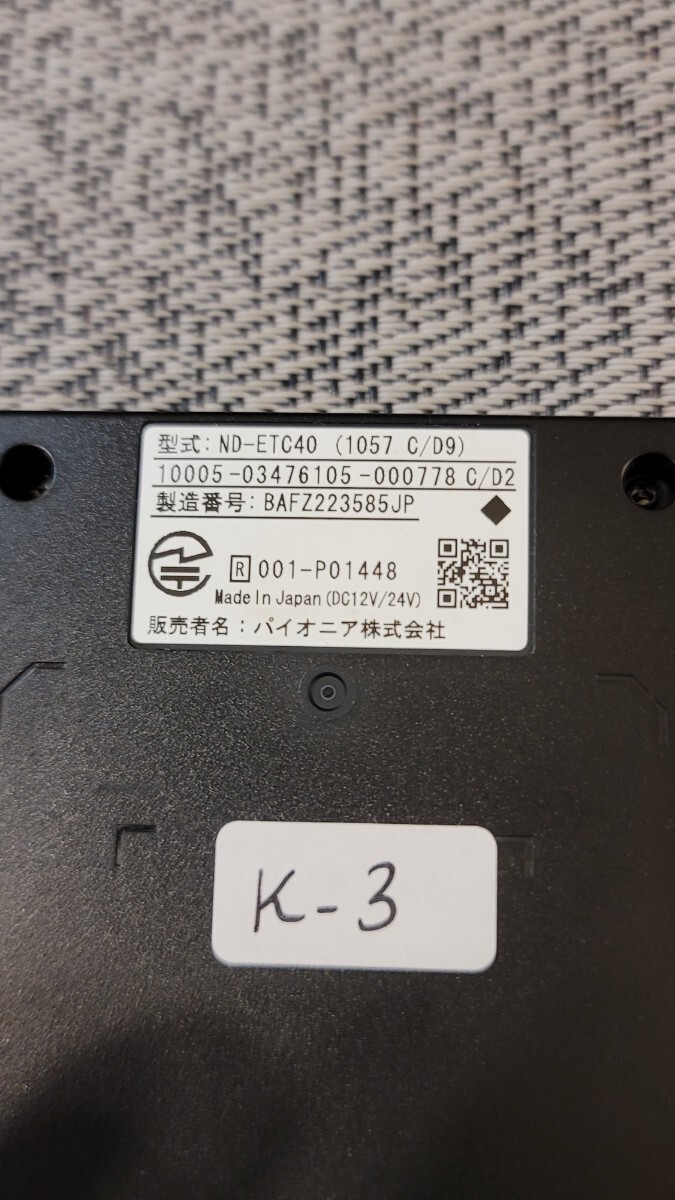 型式: ND-ETC40 (1057 C/D9)
10005-03476105-000778 C/D2
製造番号: BAFZ223585JP
R 001-P01448
Made In Japan (DC12V/24V)
販売者名: パイオニア株式会社
K-3